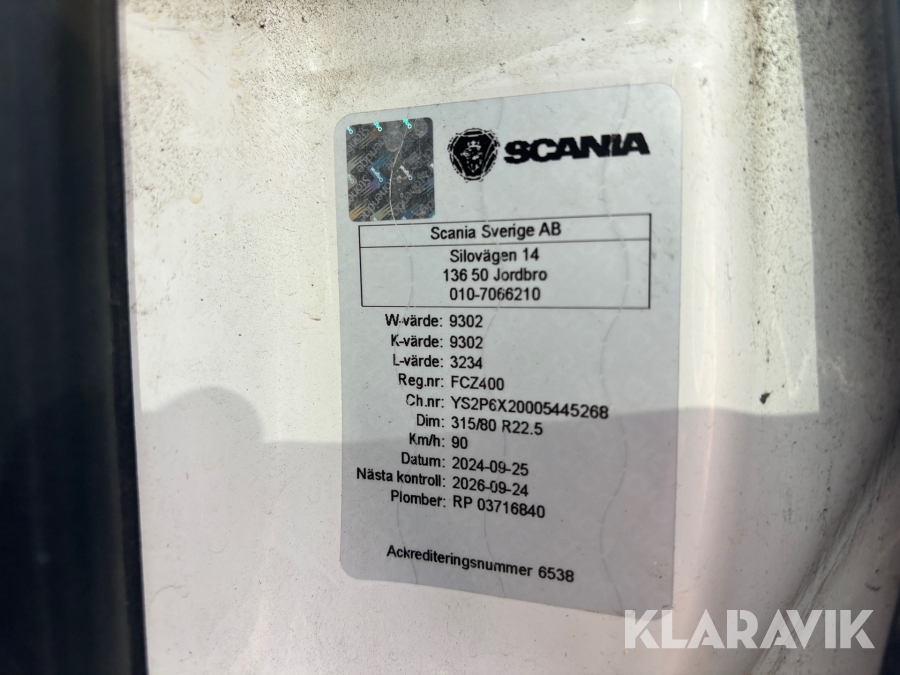 SCANIA
Scania Sverige AB
Silovägen 14
136 50 Jordbro
010-7066210
W-värde: 9302
K-värde: 9302
L-värde: 3234
Reg.nr: FCZ400
Ch.nr: YS2P6X20005445268
Dim: 315/80 R22.5
Km/h: 90
Datum: 2024-09-25
Nästa kontroll: 2026-09-24
Plomber: RP 03716840
Ackrediteringsnummer 6538
KLARAVIK